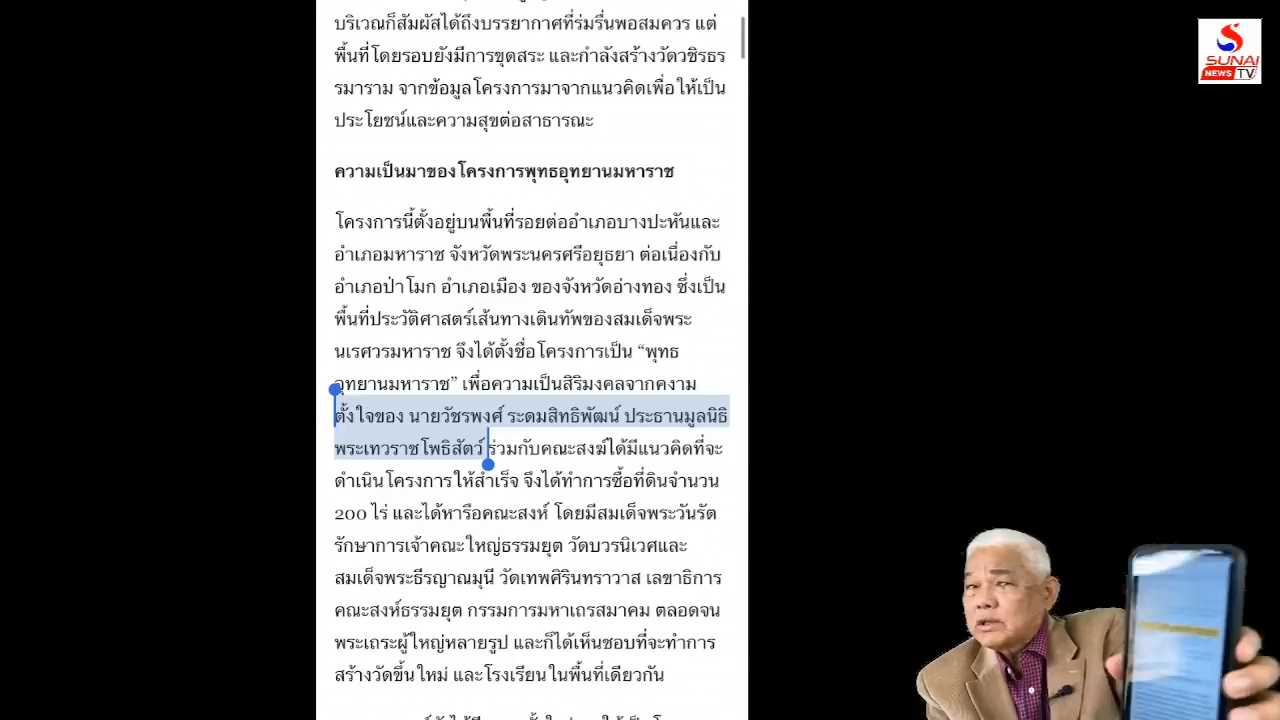 บริเวณก็สัมผัสได้ถึงบรรยากาศที่ร่มรื่นพอสมควร แต่
พื้นที่โดยรอบยังมีการขุดสระ และกำลังสร้างวัดวชิรธร
รมาราม จากข้อมูลโครงการมาจากแนวคิดเพื่อให้เป็น
ประโยชน์และความสุขต่อสาธารณะ
ความเป็นมาของโครงการพุทธอุทยานมหาราช
โครงการนี้ตั้งอยู่บนพื้นที่รอยต่ออำเภอบางปะหันและ
อำเภอมหาราช จังหวัดพระนครศรีอยุธยา ต่อเนื่องกับ
อำเภอป่าโมก อำเภอเมือง ของจังหวัดอ่างทอง ซึ่งเป็น
พื้นที่ประวัติศาสตร์เส้นทางเดินทัพของสมเด็จพระ
นเรศวรมหาราช จึงได้ตั้งชื่อโครงการเป็น “พุทธ
อุทยานมหาราช” เพื่อความเป็นสิริมงคลจากคงาม
ตั้งใจของ นายวัชรพงศ์ ระดมสิทธิพัฒน์ ประธานมูลนิธิ
พระเทวราชโพธิสัตว์ ร่วมกับคณะสงฆ์ได้มีแนวคิดที่จะ
ดำเนินโครงการให้สำเร็จ จึงได้ทำการซื้อที่ดินจำนวน
200 ไร่ และได้หารือคณะสงห์ โดยมีสมเด็จพระวันรัต
รักษาการเจ้าคณะใหญ่ธรรมยุต วัดบวรนิเวศและ
สมเด็จพระธีรญาณมุนี วัดเทพศิรินทราวาส เลขาธิการ
คณะสงห์ธรรมยุต กรรมการมหาเถรสมาคม ตลอดจน
พระเถระผู้ใหญ่หลายรูป และก็ได้เห็นชอบที่จะทำการ
สร้างวัดขึ้นใหม่ และโรงเรียนในพื้นที่เดียวกัน
SUNAI
NEWS TV